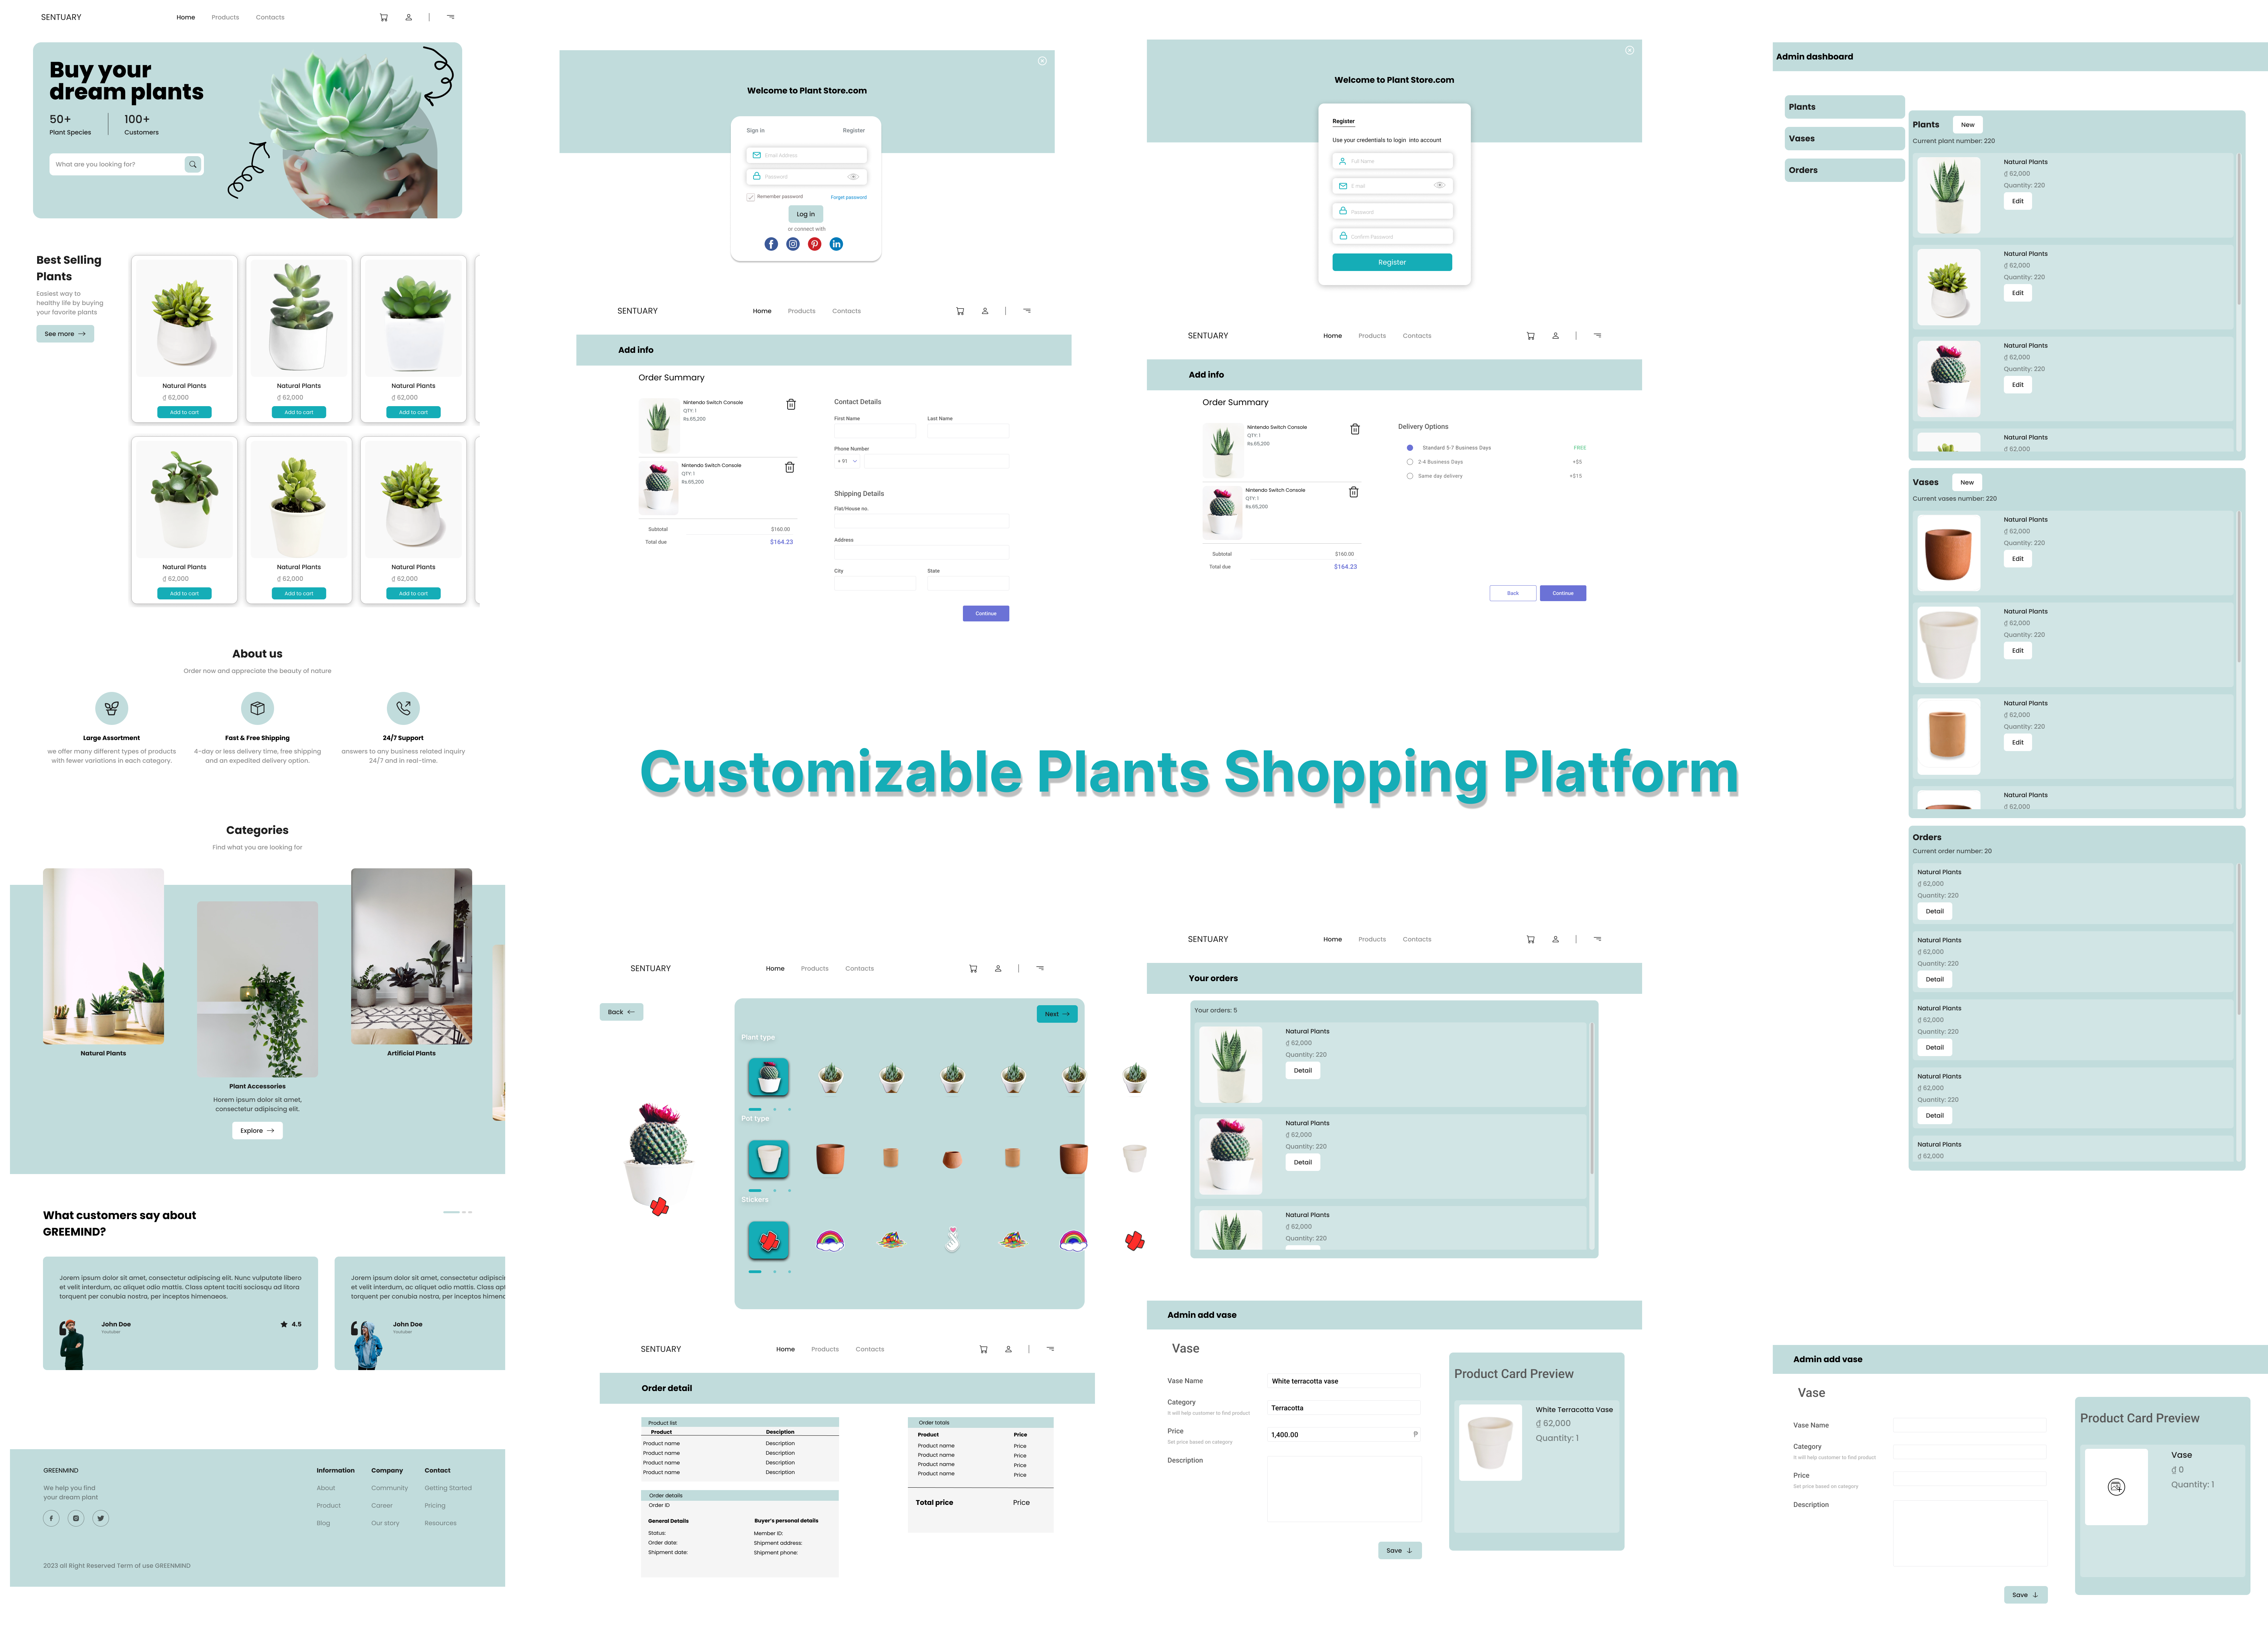 SENTUARY
Home Products Contacts
Buy your
dream plants
50+ 100+
Plant Species Customers
What are you looking for?
Best Selling
Plants
Easiest way to
healthy life by buying
your favorite plants
See more
Natural Plants Natural Plants Natural Plants
₫ 62,000 ₫ 62,000 ₫ 62,000
Add to cart Add to cart Add to cart
Natural Plants Natural Plants Natural Plants
₫ 62,000 ₫ 62,000 ₫ 62,000
Add to cart Add to cart Add to cart
About us
Order now and appreciate the beauty of nature
Large Assortment
we offer many different types of products
with fewer variations in each category.
Fast & Free Shipping
4-day or less delivery time, free shipping
and an expedited delivery option.
24/7 Support
answers to any business related inquiry
24/7 and in real-time.
Categories
Find what you are looking for
Natural Plants
Plant Accessories
Horem ipsum dolor sit amet,
consectetur adipiscing elit.
Explore
Artificial Plants
What customers say about
GREEMIND?
Jorem ipsum dolor sit amet, consectetur adipiscing elit. Nunc vulputate libero
et velit interdum, ac aliquet odio mattis. Class aptent taciti sociosqu ad litora
torquent per conubia nostra, per inceptos himenaeos.
John Doe
Youtuber
4.5
Jorem ipsum dolor sit amet, consectetur adipiscin
et velit interdum, ac aliquet odio mattis. Class apt
torquent per conubia nostra, per inceptos himena
John Doe
Youtuber
GREENMIND
We help you find
your dream plant
Information Company Contact
About Community Getting Started
Product Career Pricing
Blog Our story Resources
2023 all Right Reserved Term of use GREENMIND
Welcome to Plant Store.com
Sign in Register
Email Address
Password
Remember password Forget password
Log in
or connect with
Welcome to Plant Store.com
Register
Use your credentials to login into account
Full Name
E-mail
Password
Confirm Password
Register
SENTUARY
Home Products Contacts
Add info
Order Summary
Nintendo Switch Console
QTY: 1
Rs.65,200
Nintendo Switch Console
QTY: 1
Rs.65,200
Subtotal $160.00
Total due $164.23
Contact Details
First Name Last Name
Phone Number
+ 91
Shipping Details
Flat/House no.
Address
City State
Continue
SENTUARY
Home Products Contacts
Add info
Order Summary
Nintendo Switch Console
QTY: 1
Rs.65,200
Nintendo Switch Console
QTY: 1
Rs.65,200
Subtotal $160.00
Total due $164.23
Delivery Options
Standard 5-7 Business Days FREE
2-4 Business Days +$5
Same day delivery +$15
Back Continue
Customizable Plants Shopping Platform
SENTUARY
Home Products Contacts
Back
Next
Plant type
Pot type
Stickers
SENTUARY
Home Products Contacts
Order detail
Product list
Product Desciption
Product name Description
Product name Description
Product name Description
Product name Description
Order details
Order ID
General Details Buyer's personal details
Status: Member ID:
Order date: Shipment address:
Shipment date: Shipment phone:
Order totals
Product Price
Product name Price
Product name Price
Product name Price
Product name Price
Total price Price
SENTUARY
Home Products Contacts
Your orders
Your orders: 5
Natural Plants
₫ 62,000
Quantity: 220
Detail
Natural Plants
₫ 62,000
Quantity: 220
Detail
Natural Plants
₫ 62,000
Quantity: 220
Admin add vase
Vase
Vase Name White terracotta vase
Category Terracotta
It will help customer to find product
Price 1,400.00
Set price based on category
Description
Save
Product Card Preview
White Terracotta Vase
₫ 62,000
Quantity: 1
Admin dashboard
Plants
Vases
Orders
Plants New
Current plant number: 220
Natural Plants
₫ 62,000
Quantity: 220
Edit
Natural Plants
₫ 62,000
Quantity: 220
Edit
Natural Plants
₫ 62,000
Quantity: 220
Edit
Natural Plants
₫ 62,000
Vases New
Current vases number: 220
Natural Plants
₫ 62,000
Quantity: 220
Edit
Natural Plants
₫ 62,000
Quantity: 220
Edit
Natural Plants
₫ 62,000
Quantity: 220
Edit
Natural Plants
₫ 62,000
Orders
Current order number: 20
Natural Plants
₫ 62,000
Quantity: 220
Detail
Natural Plants
₫ 62,000
Quantity: 220
Detail
Natural Plants
₫ 62,000
Quantity: 220
Detail
Natural Plants
₫ 62,000
Quantity: 220
Detail
Natural Plants
₫ 62,000
Admin add vase
Vase
Vase Name
Category
It will help customer to find product
Price
Set price based on category
Description
Save
Product Card Preview
Vase
₫ 0
Quantity: 1